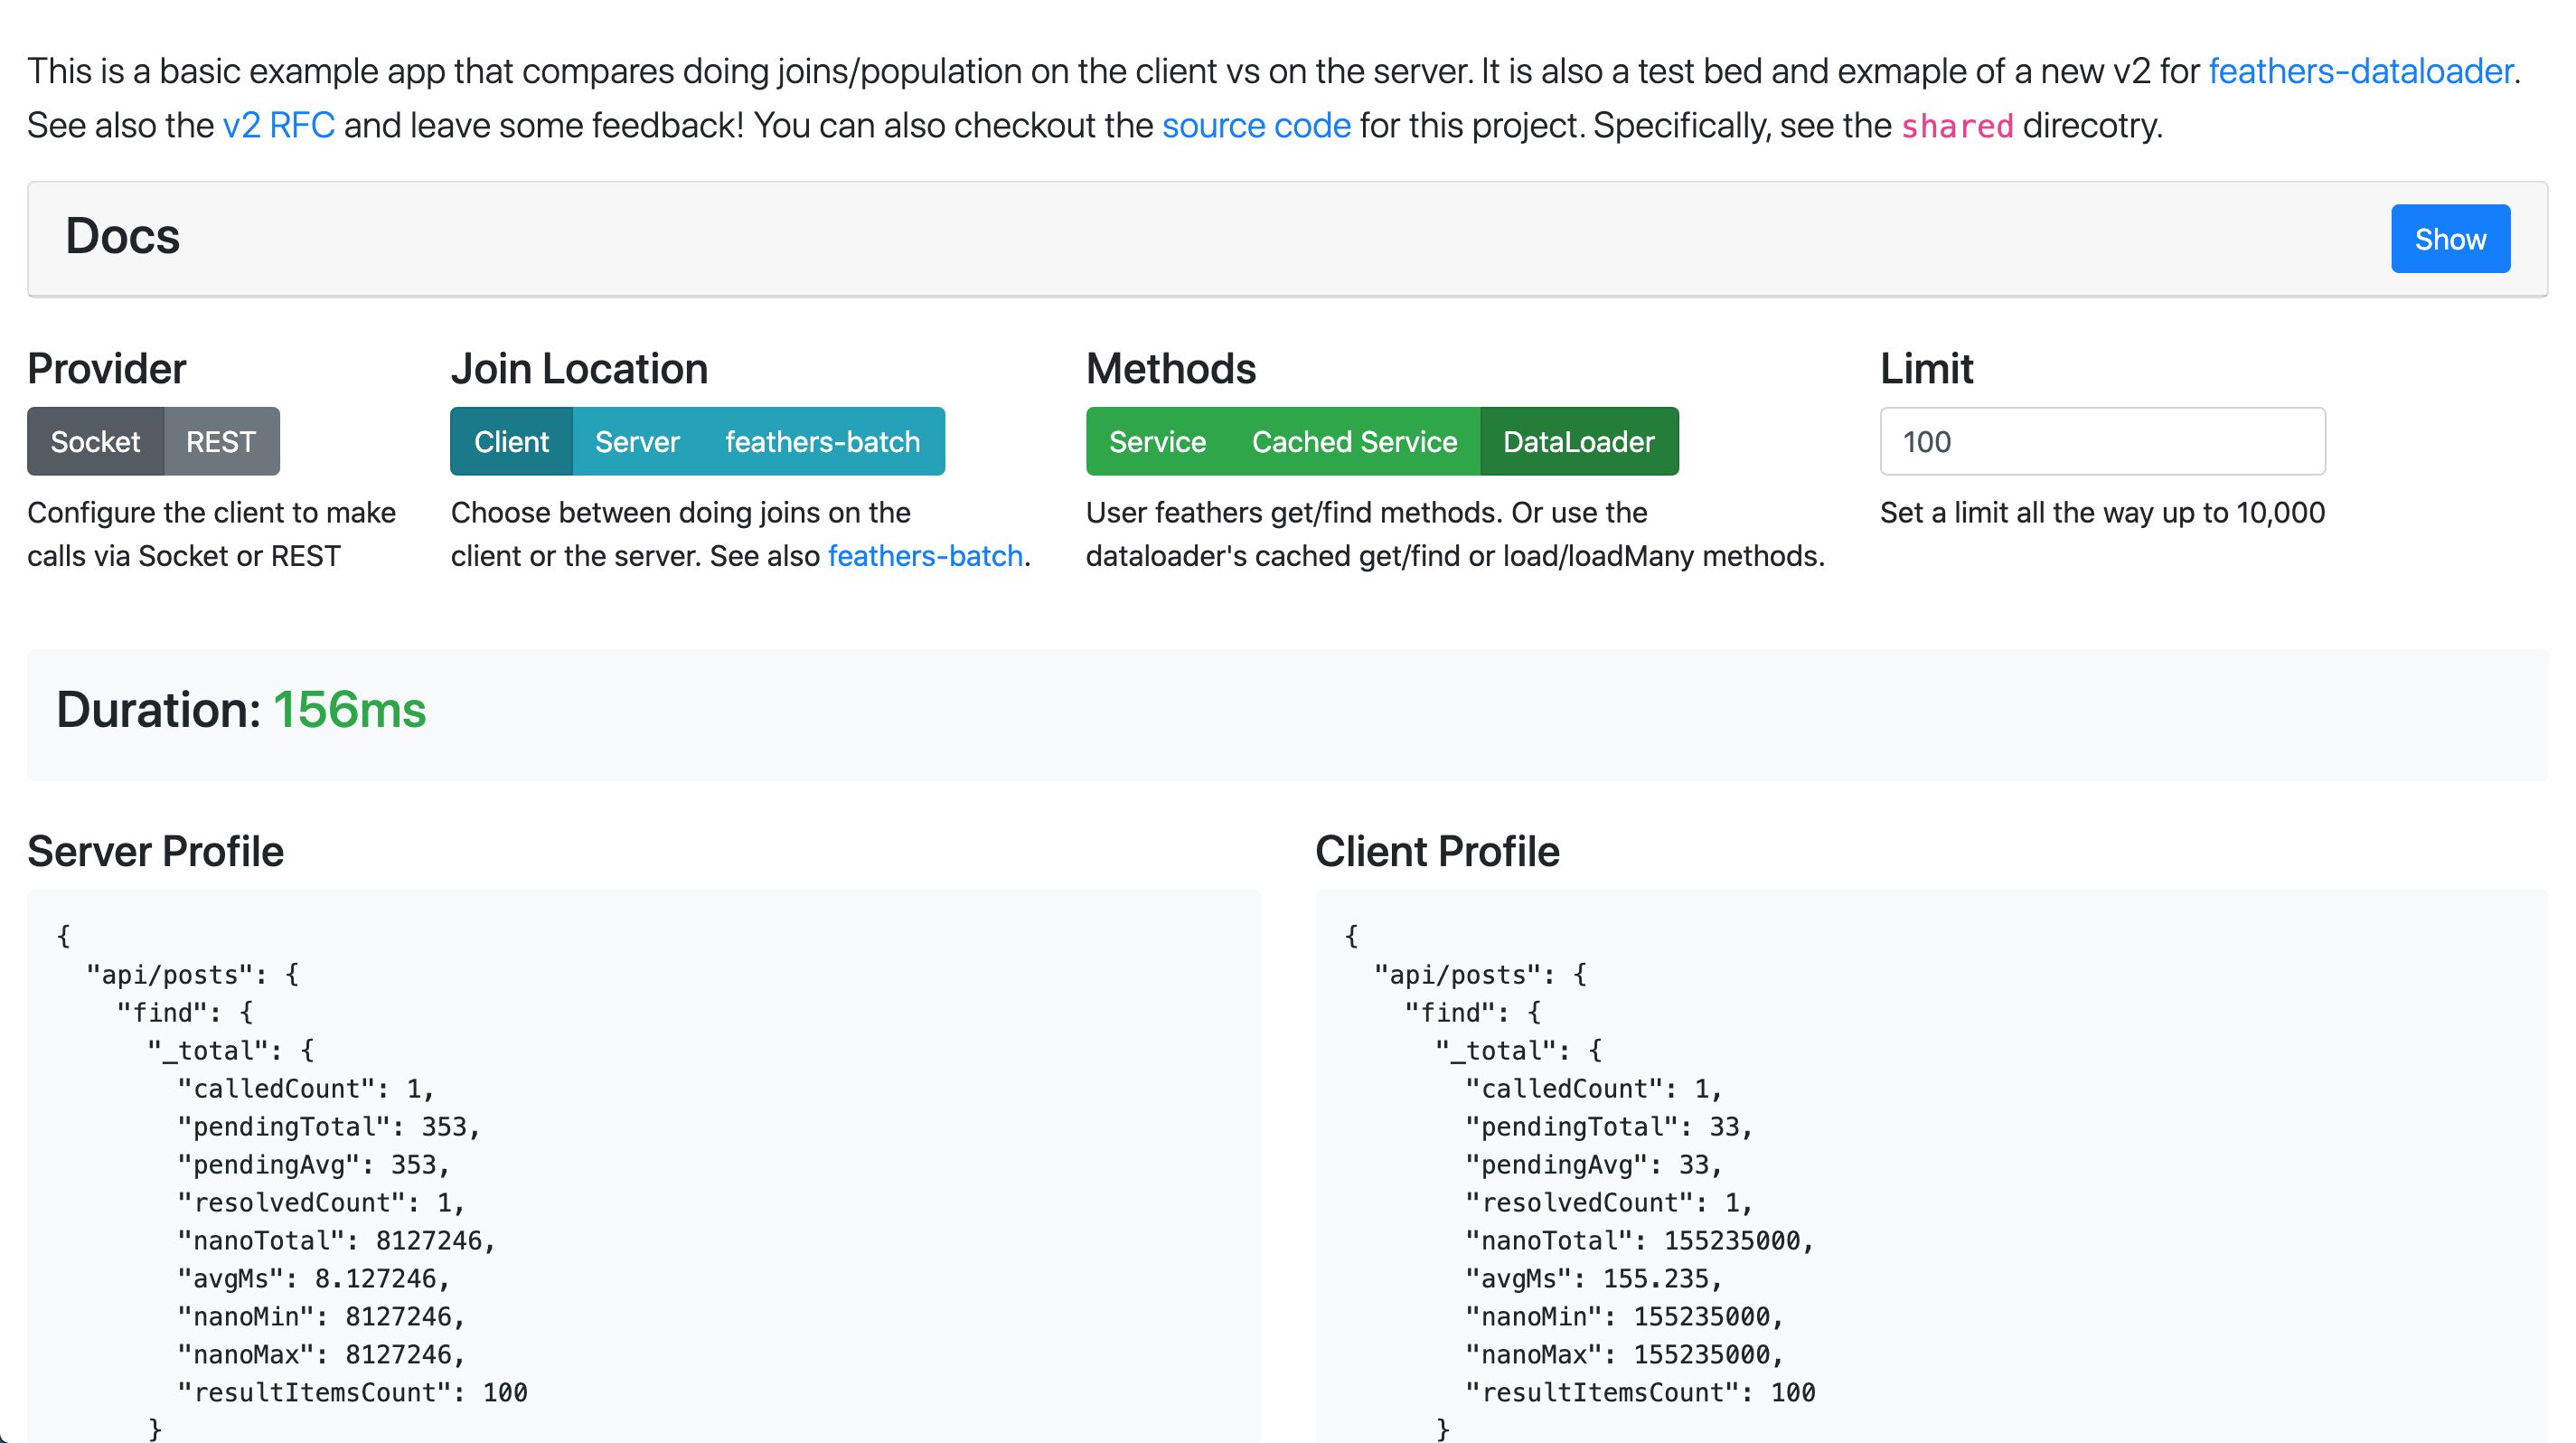 This is a basic example app that compares doing joins/population on the client vs on the server. It is also a test bed and exmaple of a new v2 for feathers-dataloader.
See also the v2 RFC and leave some feedback! You can also checkout the source code for this project. Specifically, see the shared direcotry.
Docs
Show
Provider
Socket REST
Configure the client to make
calls via Socket or REST
Join Location
Client Server feathers-batch
Choose between doing joins on the
client or the server. See also feathers-batch.
Methods
Service Cached Service DataLoader
User feathers get/find methods. Or use the
dataloader's cached get/find or load/loadMany methods.
Limit
100
Set a limit all the way up to 10,000
Duration: 156ms
Server Profile
{
"api/posts": {
"find": {
"_total": {
"calledCount": 1,
"pendingTotal": 353,
"pendingAvg": 353,
"resolvedCount": 1,
"nanoTotal": 8127246,
"avgMs": 8.127246,
"nanoMin": 8127246,
"nanoMax": 8127246,
"resultItemsCount": 100
}
Client Profile
{
"api/posts": {
"find": {
"_total": {
"calledCount": 1,
"pendingTotal": 33,
"pendingAvg": 33,
"resolvedCount": 1,
"nanoTotal": 155235000,
"avgMs": 155.235,
"nanoMin": 155235000,
"nanoMax": 155235000,
"resultItemsCount": 100
}